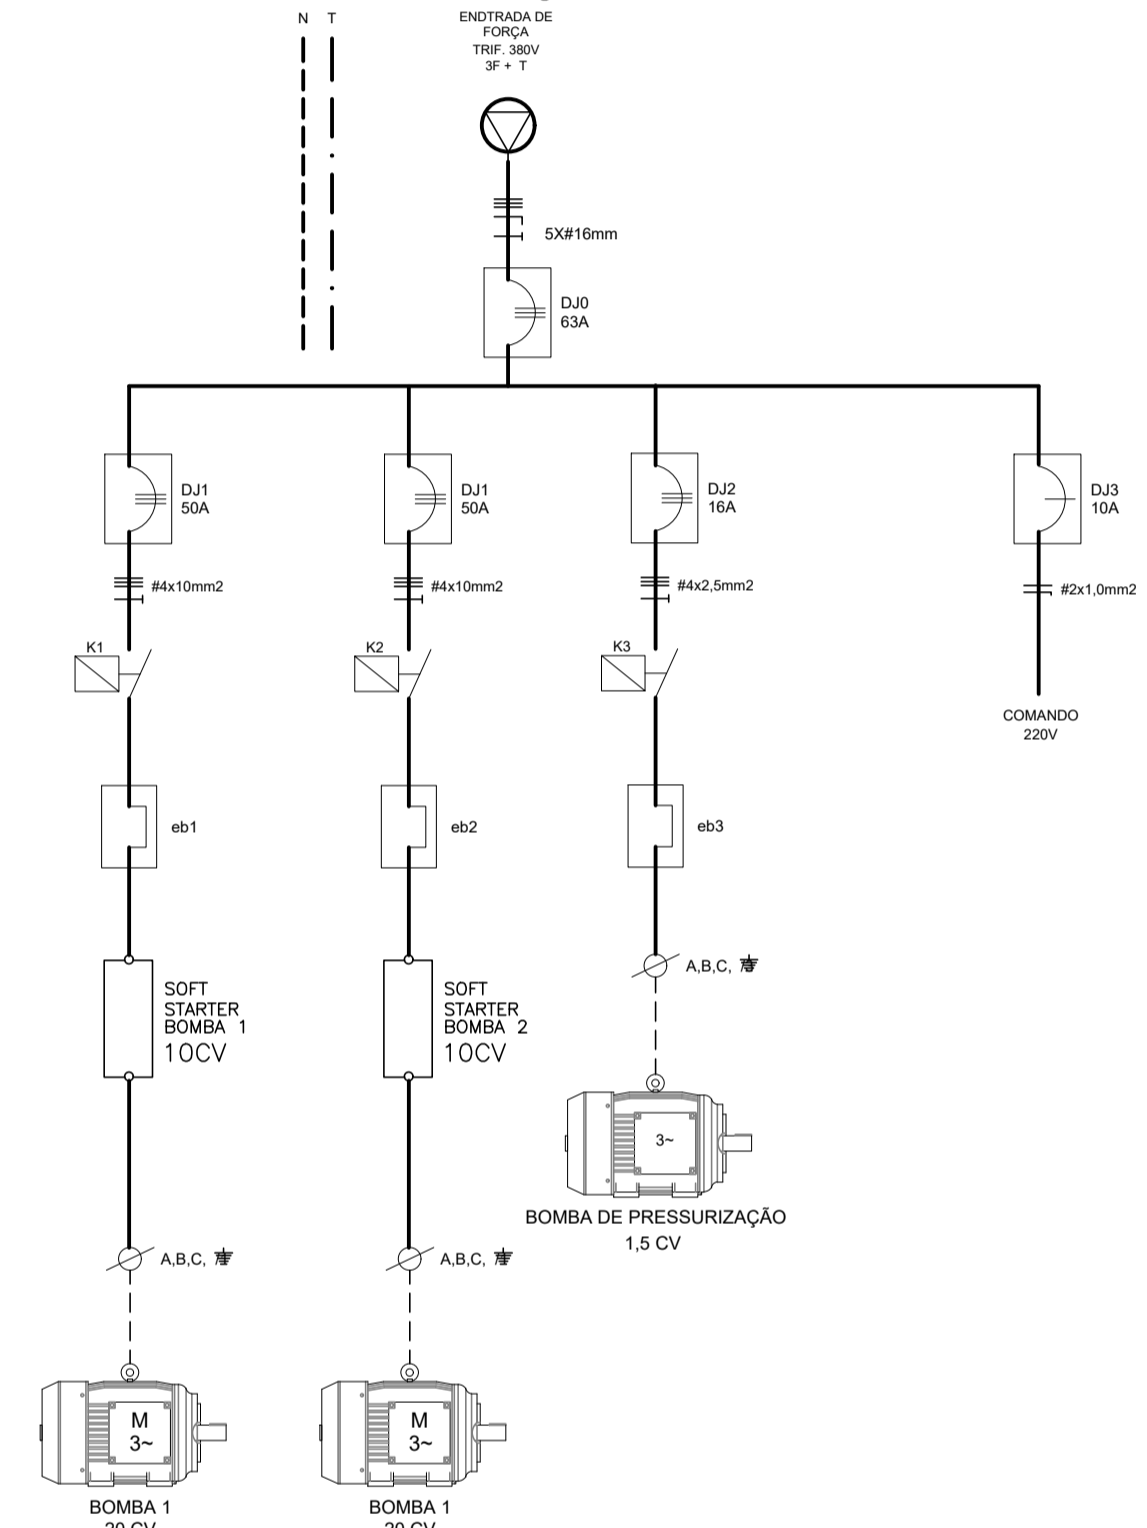 N T
ENDTRADA DE
FORÇA
TRIF. 380V
3F + T
5X#16mm
DJ0
63A
DJ1
50A
DJ1
50A
DJ2
16A
DJ3
10A
#4x10mm2
#4x10mm2
#4x2,5mm2
#2x1,0mm2
K1
K2
K3
COMANDO
220V
eb1
eb2
eb3
A,B,C,
SOFT
STARTER
BOMBA 1
10CV
SOFT
STARTER
BOMBA 2
10CV
3~
BOMBA DE PRESSURIZAÇÃO
1,5 CV
A,B,C,
A,B,C,
M
3~
M
3~
BOMBA 1
BOMBA 1